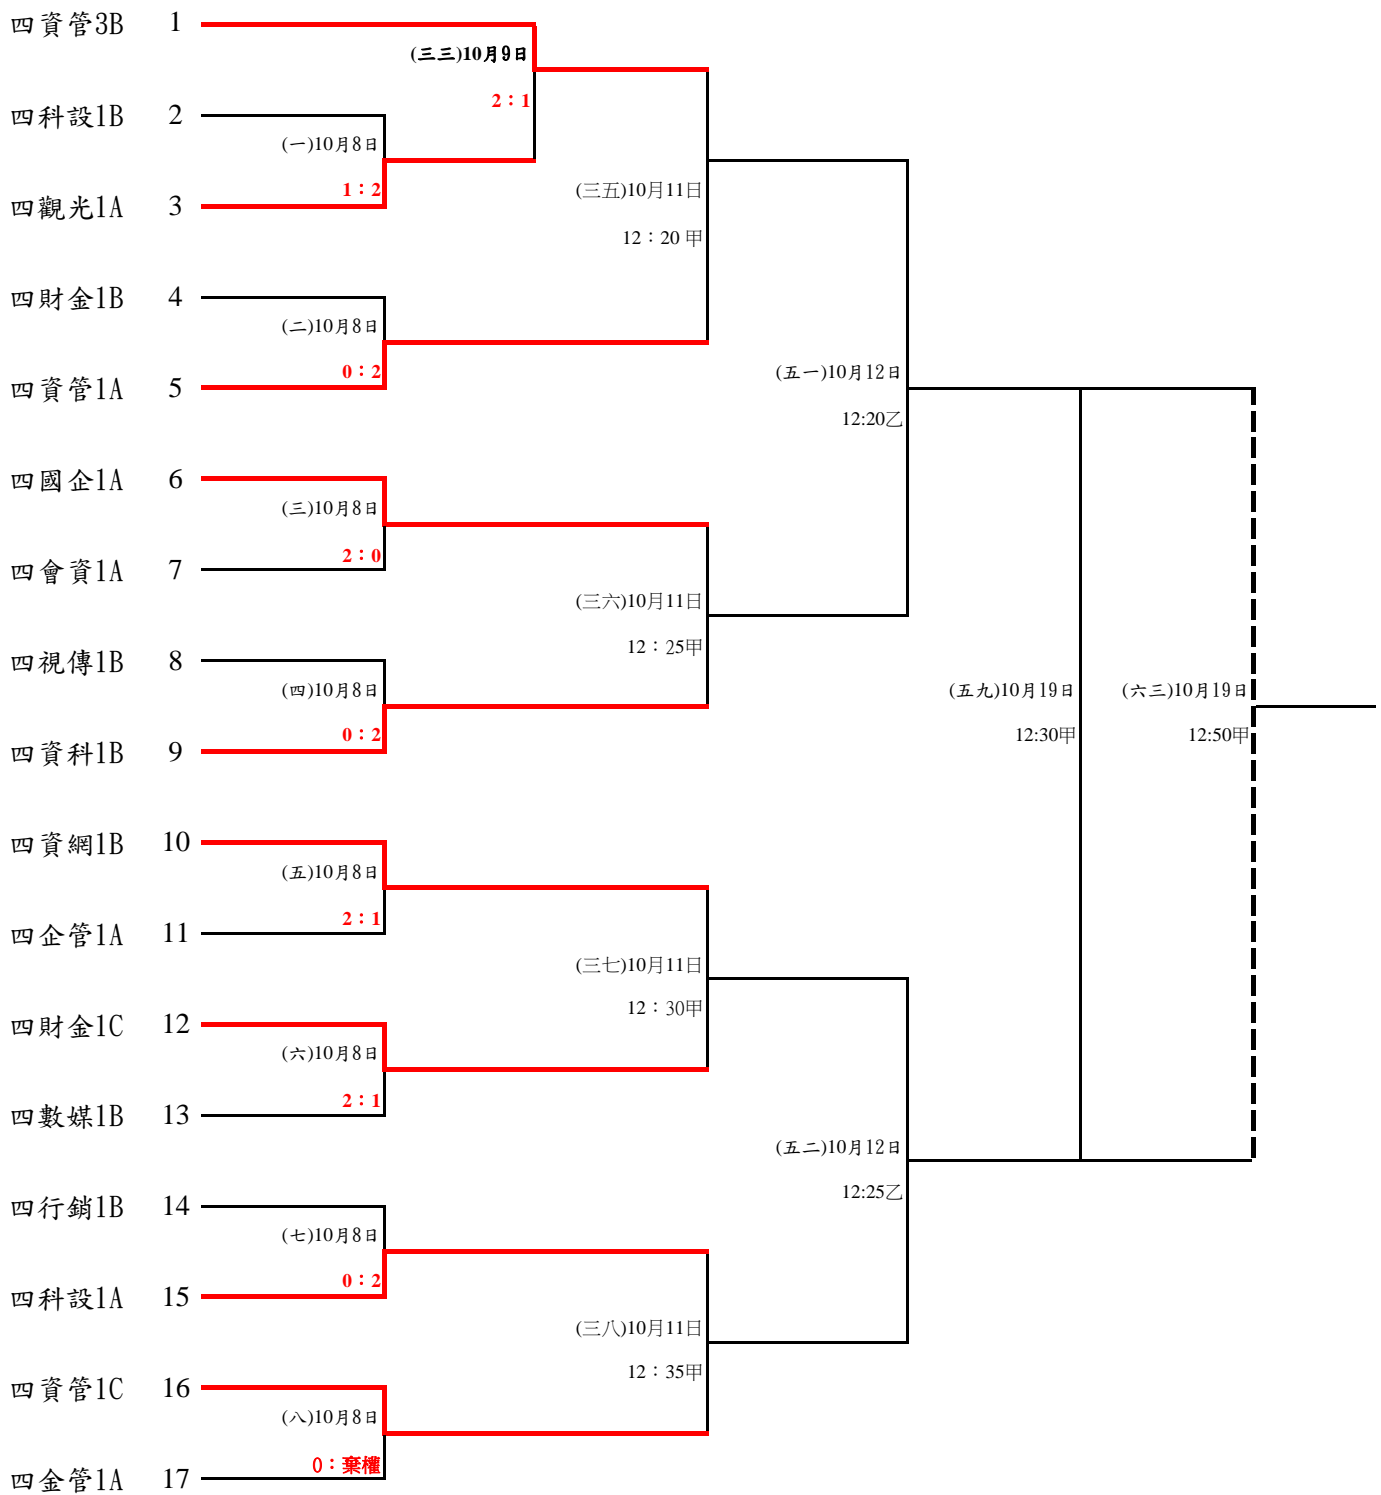 四資管3B 1
(三三)10月9日
2：1
四科設1B 2
(一)10月8日
1：2
四觀光1A 3
(三五)10月11日
12：20 甲
四財金1B 4
(二)10月8日
0：2
四資管1A 5
(五一)10月12日
12:20乙
四國企1A 6
(三)10月8日
2：0
四會資1A 7
(三六)10月11日
12：25甲
四視傳1B 8
(四)10月8日
0：2
四資科1B 9
(五九)10月19日
12:30甲
(六三)10月19日
12:50甲
四資網1B 10
(五)10月8日
2：1
四企管1A 11
(三七)10月11日
12：30甲
四財金1C 12
(六)10月8日
2：1
四數媒1B 13
(五二)10月12日
12:25乙
四行銷1B 14
(七)10月8日
0：2
四科設1A 15
(三八)10月11日
12：35甲
四資管1C 16
(八)10月8日
0：棄權
四金管1A 17